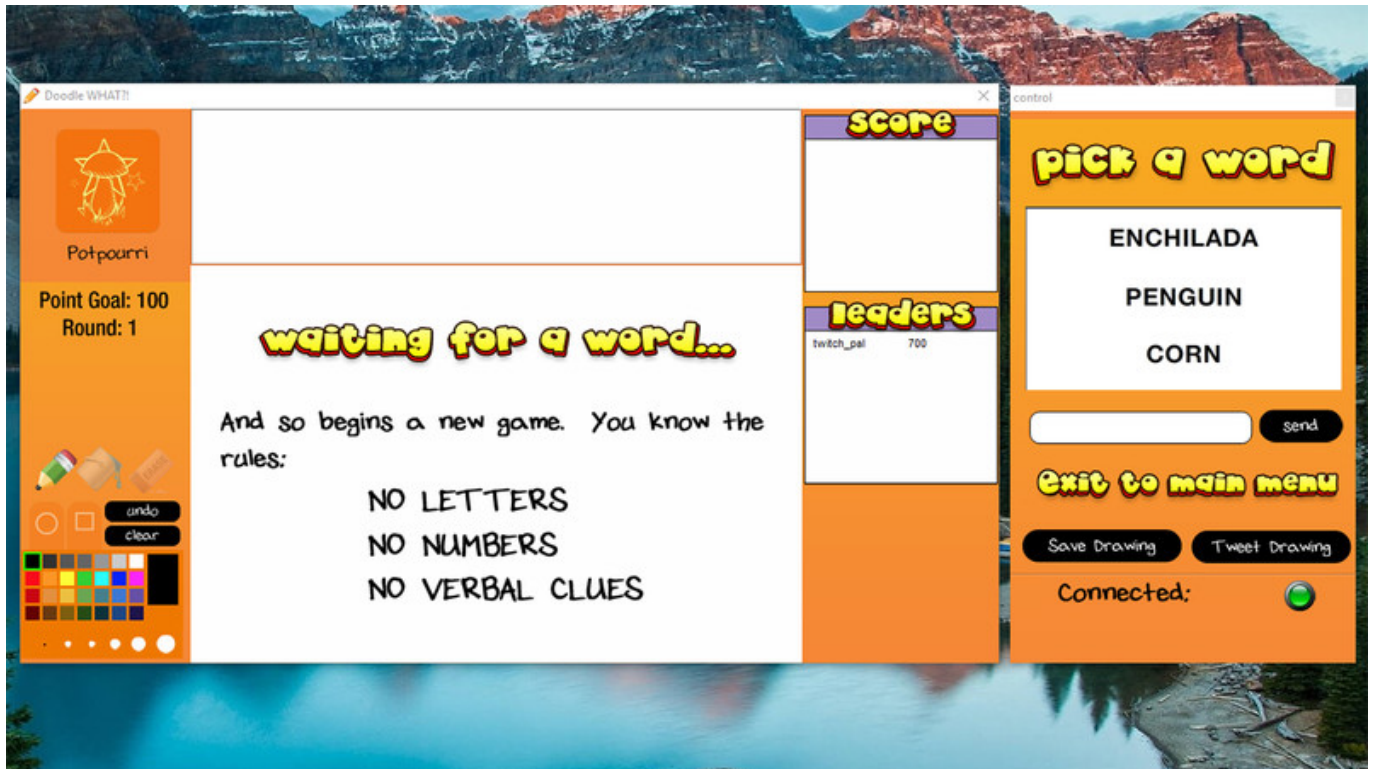 Doodle WHAT?!
Potpourri
Point Goal: 100
Round: 1
undo
clear
waiting for a word...
And so begins a new game. You know the
rules:
NO LETTERS
NO NUMBERS
NO VERBAL CLUES
score
leaders
twitch_pal 700
control
pick a word
ENCHILADA
PENGUIN
CORN
send
exit to main menu
Save Drawing
Tweet Drawing
Connected: